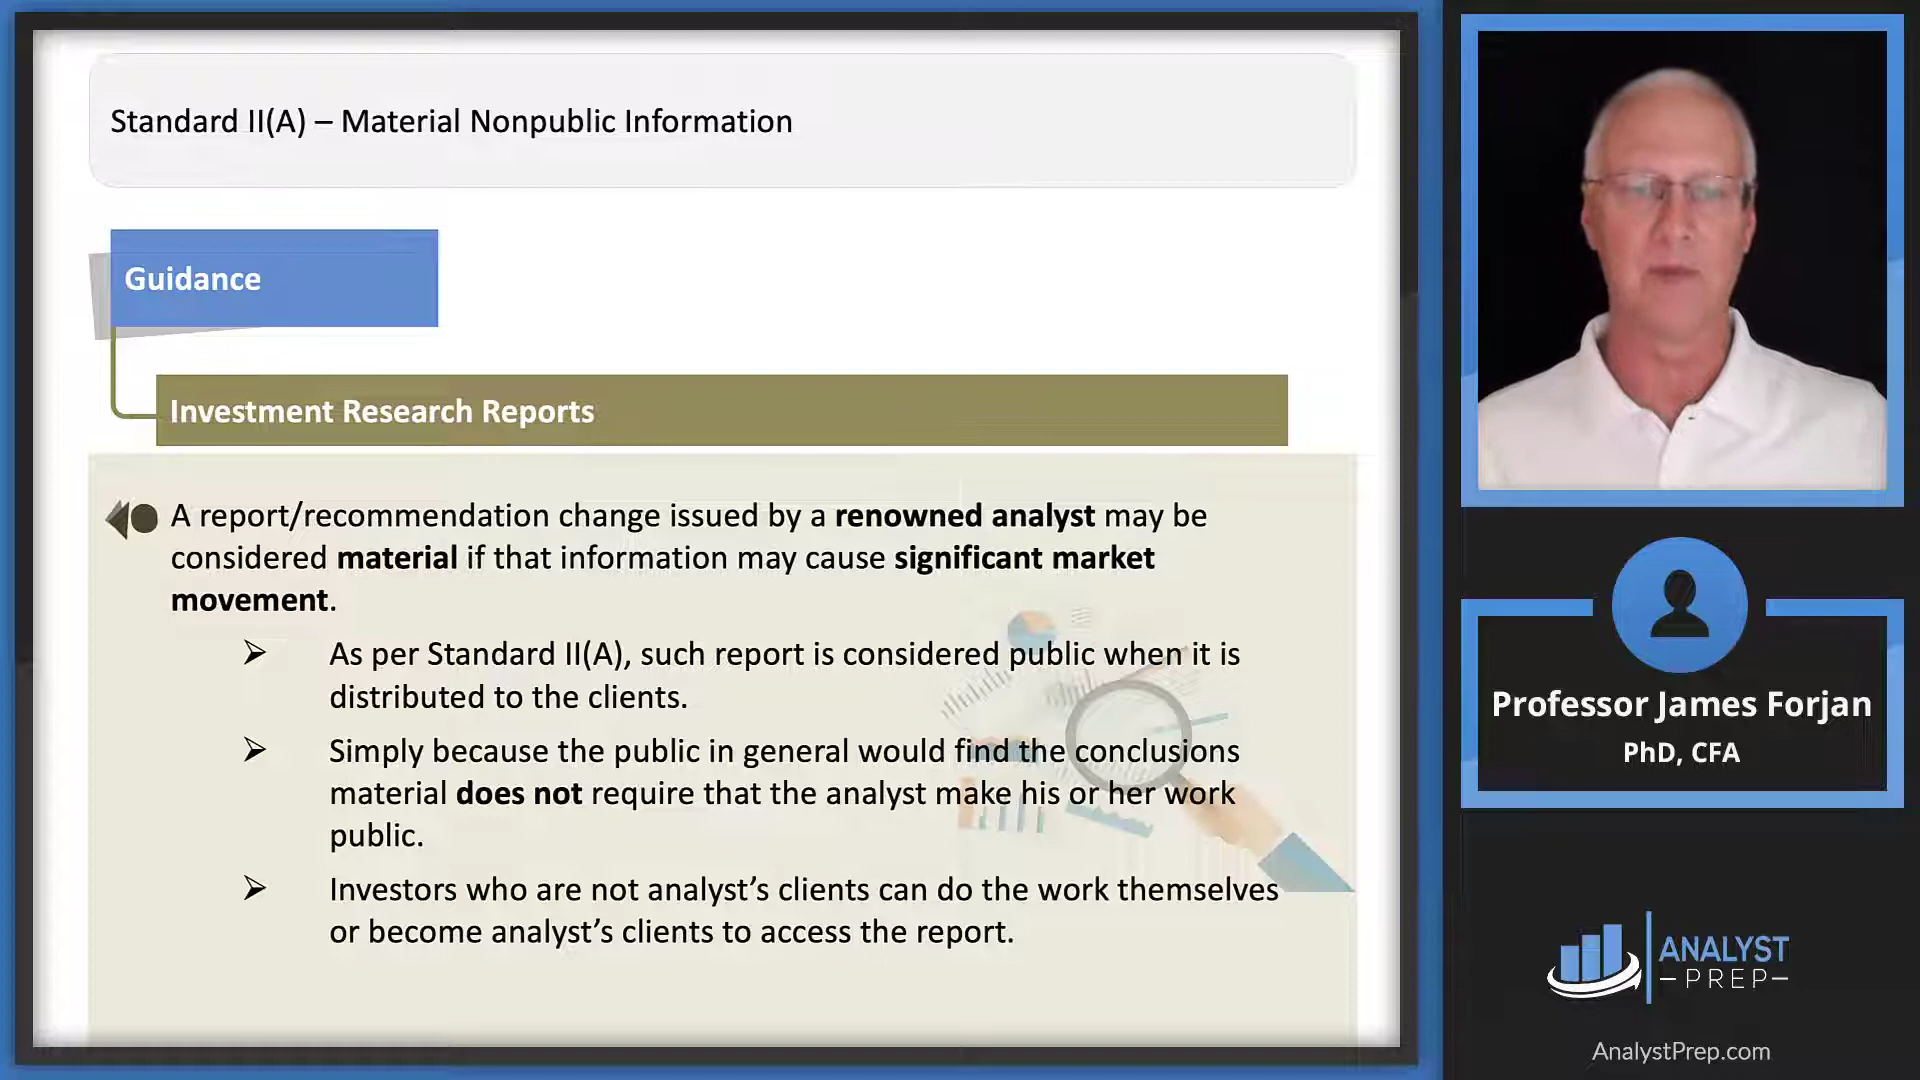 Standard II(A) – Material Nonpublic Information
Guidance
Investment Research Reports
A report/recommendation change issued by a renowned analyst may be
considered material if that information may cause significant market
movement.
As per Standard II(A), such report is considered public when it is
distributed to the clients.
Simply because the public in general would find the conclusions
material does not require that the analyst make his or her work
public.
Investors who are not analyst’s clients can do the work themselves
or become analyst’s clients to access the report.
Professor James Forjan
PhD, CFA
ANALYST
PREP
AnalystPrep.com